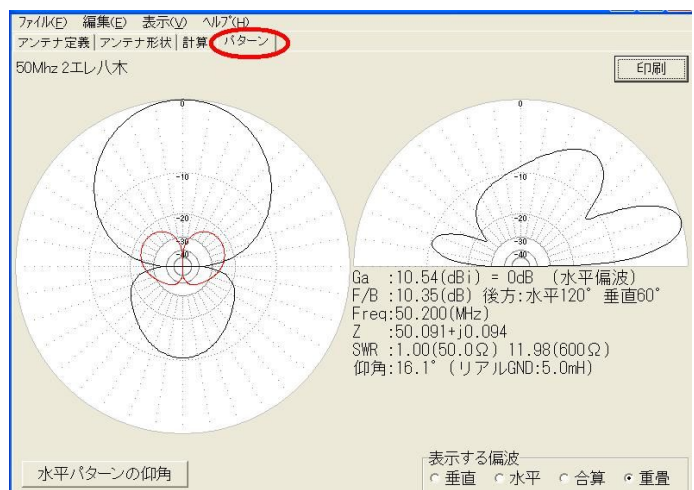 ファイル(F) 編集(E) 表示(V) ヘルプ(H)
アンテナ定義 アンテナ形状 計算 パターン
50Mhz 2エレ八木
印刷
0
-10
-20
-30
-40
0
-10
-20
-30
-40
Ga :10.54(dBi) = 0dB (水平偏波)
F/B :10.35(dB) 後方:水平120° 垂直60°
Freq:50.200(MHz)
Z :50.091+j0.094
SWR :1.00(50.0Ω) 11.98(600Ω)
仰角:16.1° (リアルGND:5.0mH)
水平パターンの仰角
表示する偏波
垂直 水平 合算 重畳